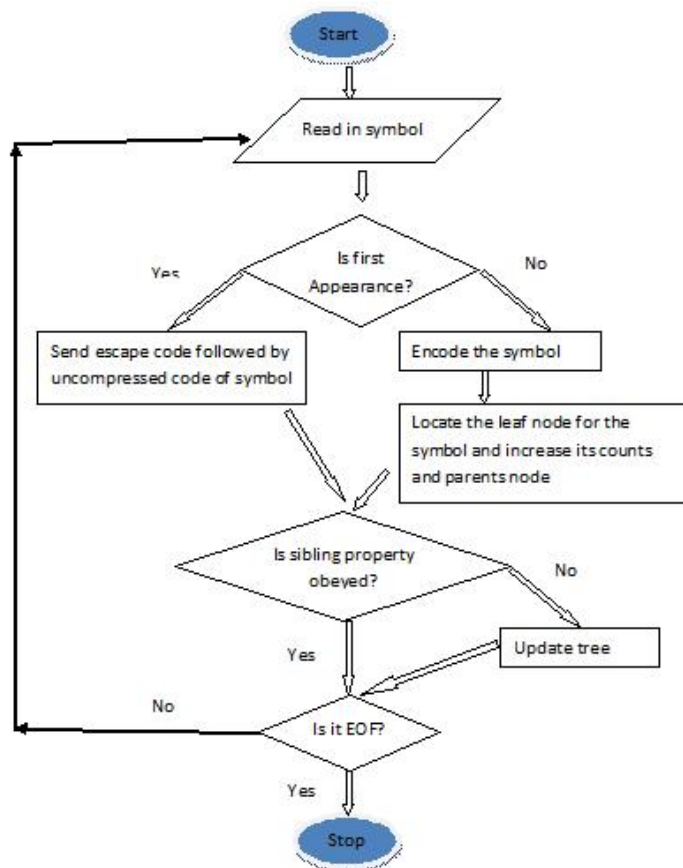 Start
Read in symbol
Is first
Appearance?
Yes
No
Send escape code followed by
uncompressed code of symbol
Encode the symbol
Locate the leaf node for the
symbol and increase its counts
and parents node
Is sibling property
obeyed?
No
Yes
Update tree
No
Is it EOF?
Yes
Stop